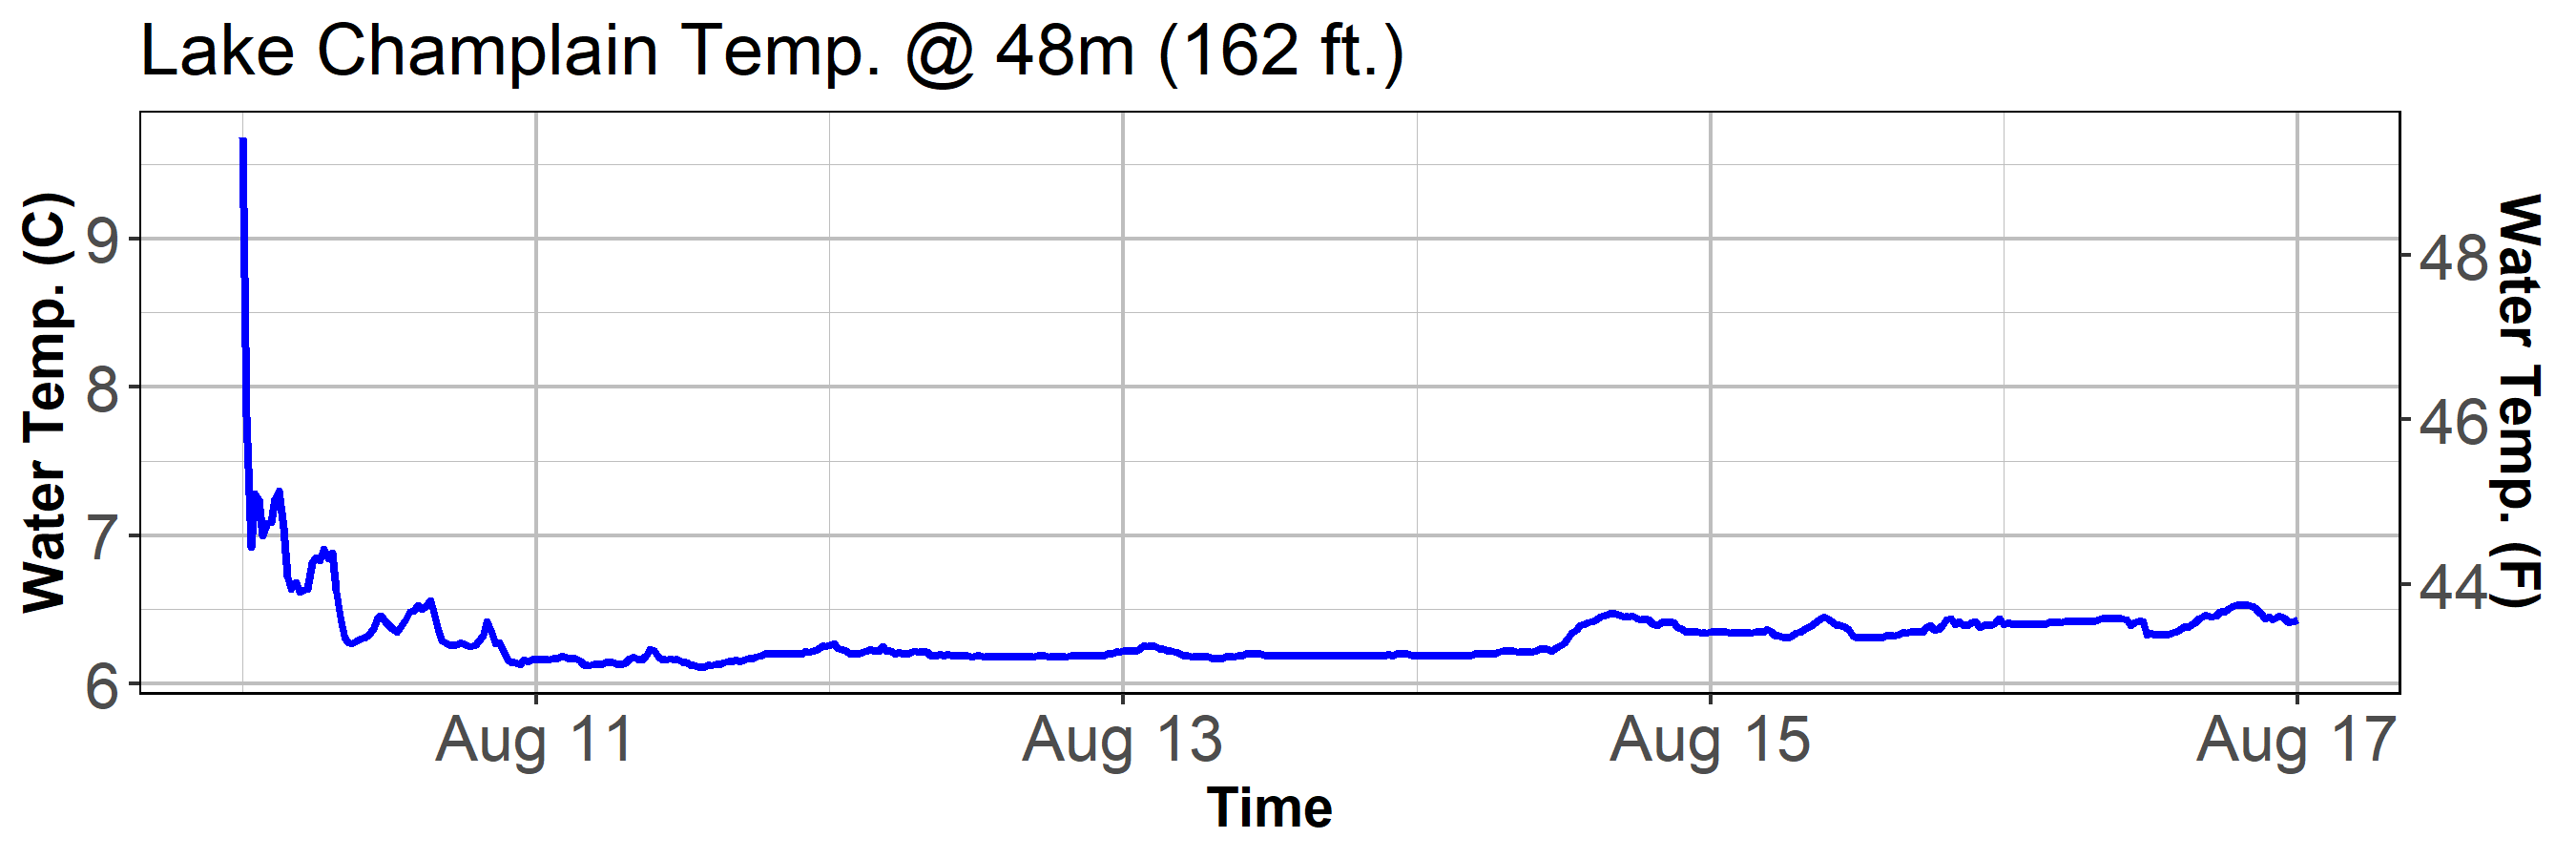 Lake Champlain Temp. @ 48m (162 ft.)
Water Temp. (C)
9
8
7
6
48
46
44
Water Temp. (F)
Aug 11
Aug 13
Aug 15
Aug 17
Time